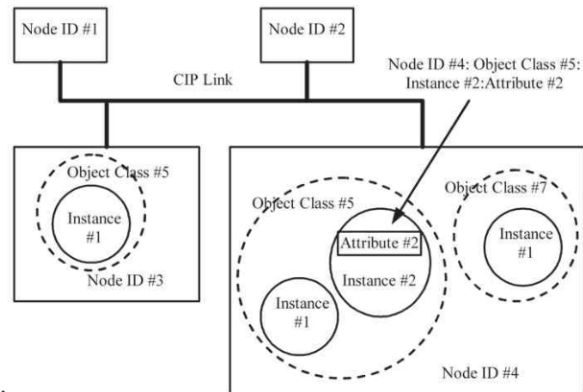 Node ID #1
Node ID #2
CIP Link
Node ID #4: Object Class #5:
Instance #2:Attribute #2
Object Class #5
Instance
#1
Node ID #3
Object Class #5
Attribute #2
Instance #2
Instance
#1
Object Class #7
Instance
#1
Node ID #4